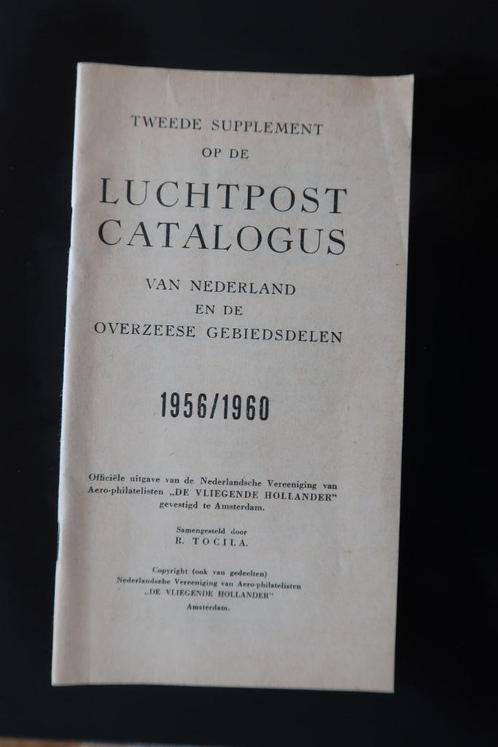 TWEEDE SUPPLEMENT
OP DE
LUCHTPOST
CATALOGUS
VAN NEDERLAND
EN DE
OVERZEESE GEBIEDSDELEN
1956/1960
Officiële uitgave van de Nederlandsche Vereeniging van
Aero-philatelisten „DE VLIEGENDE HOLLANDER"
gevestigd te Amsterdam.
Samengesteld door
R. TOCILA.
Copyright (ook van gedeelten)
Nederlandsche Vereeniging van Aero-philatelisten
„DE VLIEGENDE HOLLANDER"
Amsterdam.